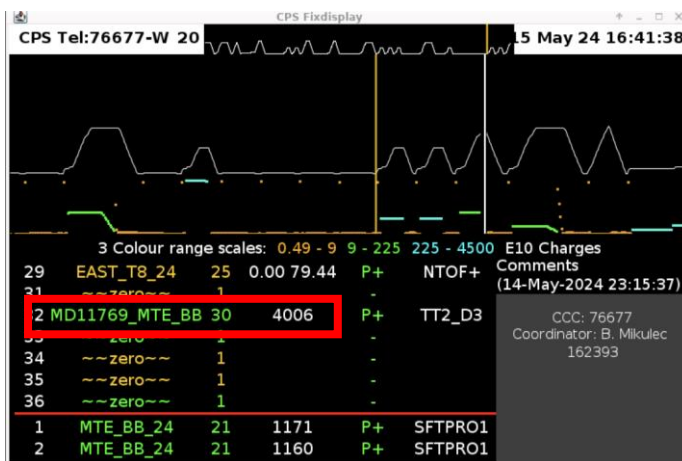 CPS Fixdisplay
CPS Tel:76677-W 20
15 May 24 16:41:38
3 Colour range scales: 0.49 - 9 9 - 225 225 - 4500 E10 Charges
Comments
(14-May-2024 23:15:37)
29 EAST_T8_24 25 0.00 79.44 P+ NTOF+
31 ~~zero~~ 1 -
32 MD11769_MTE_BB 30 4006 P+ TT2_D3
33 ~~zero~~ 1 -
34 ~~zero~~ 1 -
35 ~~zero~~ 1 -
36 ~~zero~~ 1 -
1 MTE_BB_24 21 1171 P+ SFTPRO1
2 MTE_BB_24 21 1160 P+ SFTPRO1
CCC: 76677
Coordinator: B. Mikulec
162393